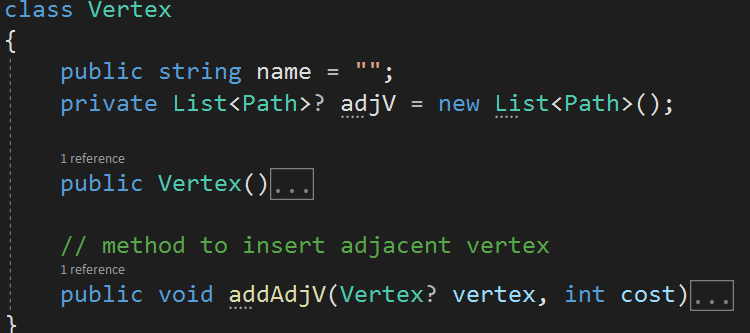 class Vertex
{
public string name = "";
private List<Path>? adjV = new List<Path>();
1 reference
public Vertex()...
// method to insert adjacent vertex
1 reference
public void addAdjV(Vertex? vertex, int cost)...
}